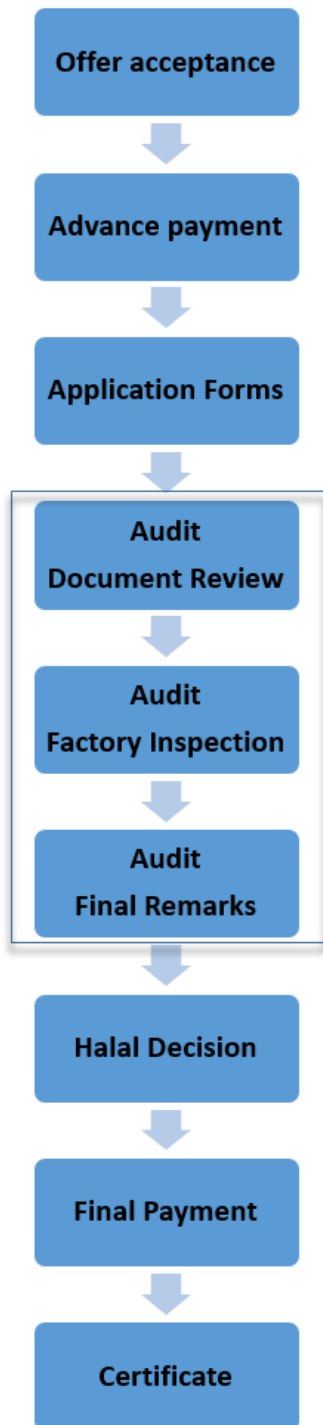 Offer acceptance
Advance payment
Application Forms
Audit
Document Review
Audit
Factory Inspection
Audit
Final Remarks
Halal Decision
Final Payment
Certificate